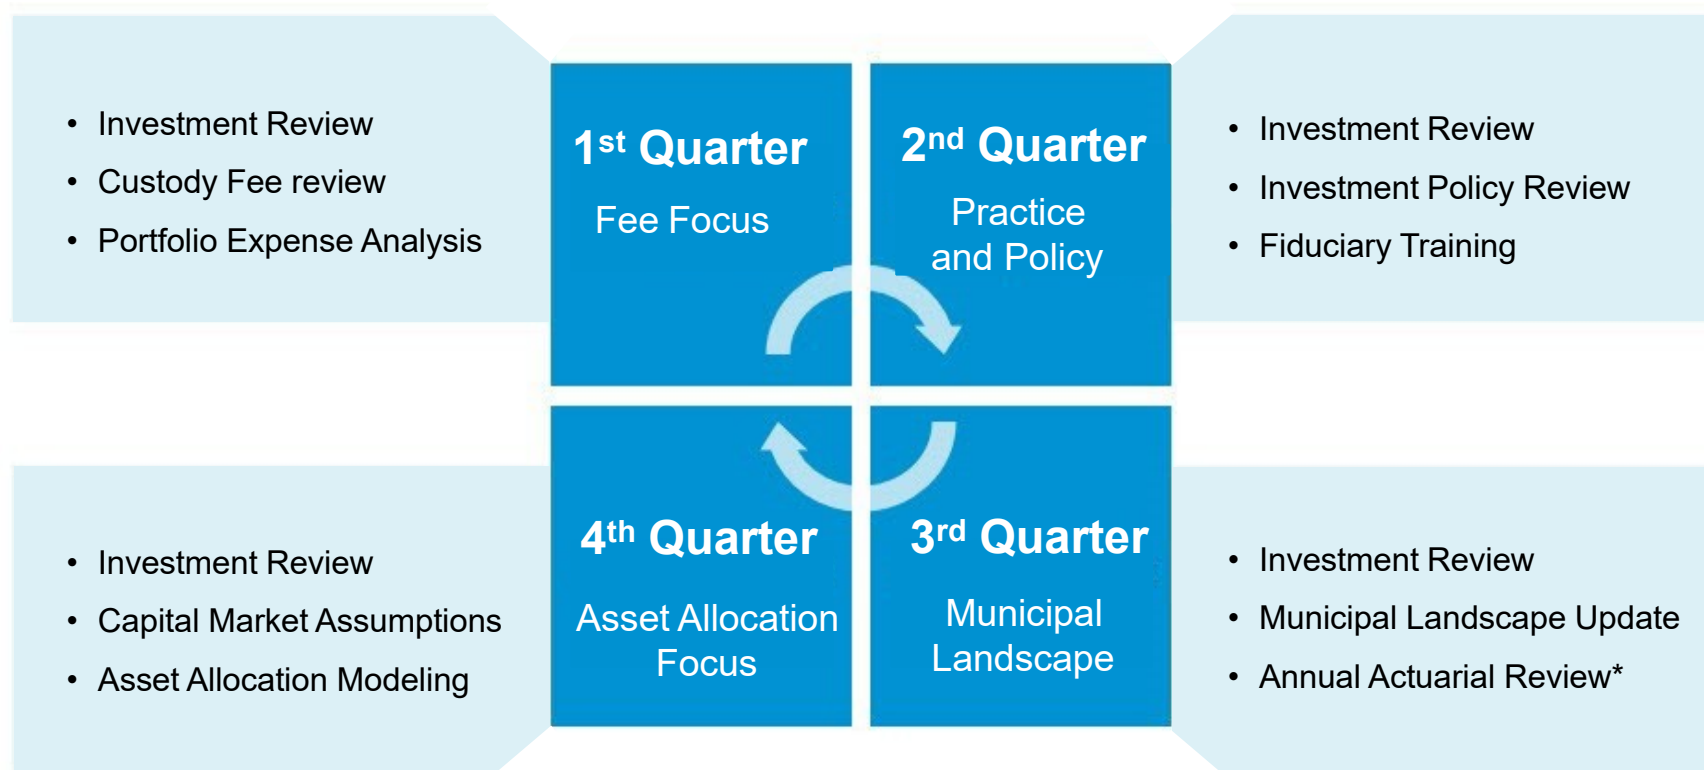 • Investment Review
• Custody Fee review
• Portfolio Expense Analysis
1st Quarter
Fee Focus
2nd Quarter
Practice
and Policy
• Investment Review
• Investment Policy Review
• Fiduciary Training
• Investment Review
• Capital Market Assumptions
• Asset Allocation Modeling
4th Quarter
Asset Allocation
Focus
3rd Quarter
Municipal
Landscape
• Investment Review
• Municipal Landscape Update
• Annual Actuarial Review*